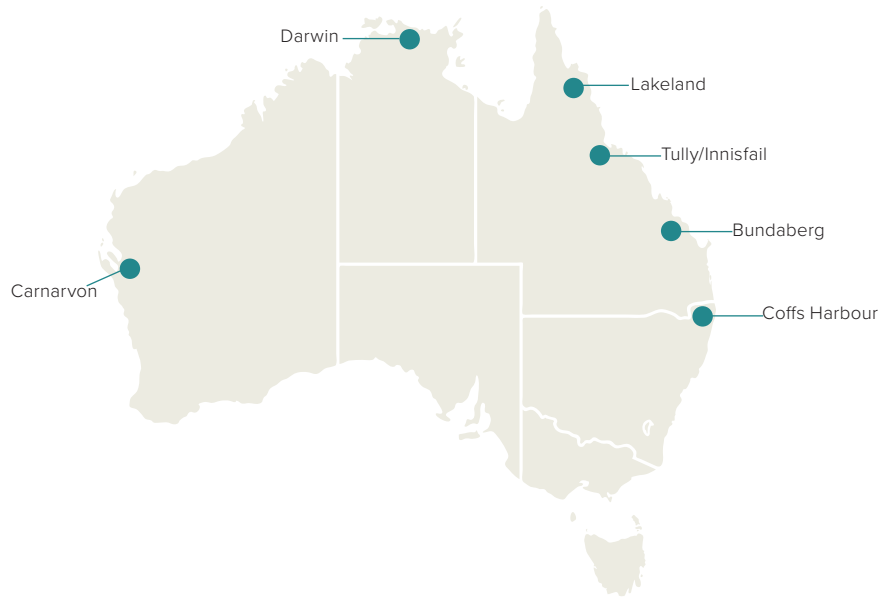 Darwin
Lakeland
Tully/Innisfail
Bundaberg
Carnarvon
Coffs Harbour